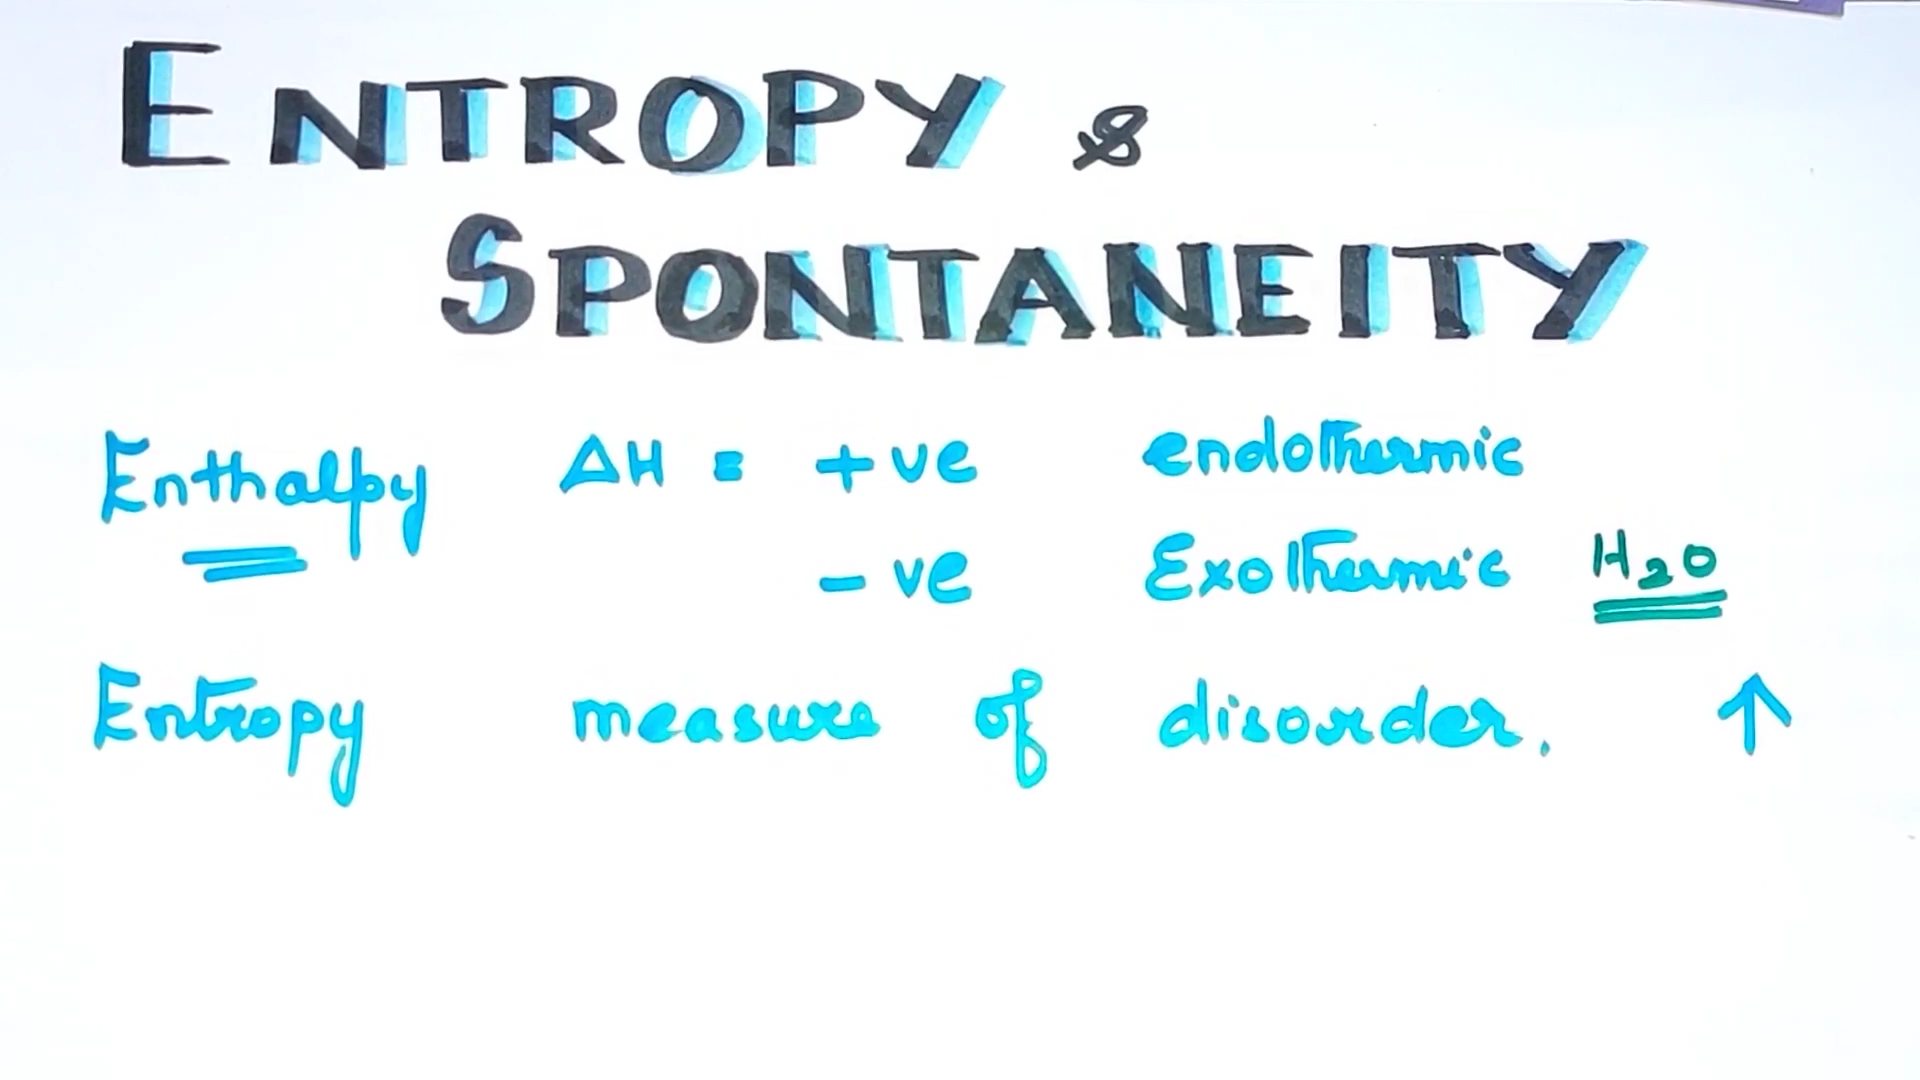 ENTROPY &
SPONTANEITY
Enthalpy ΔH = +ve endothermic
-ve Exothermic H₂O
Entropy measure of disorder. ↑